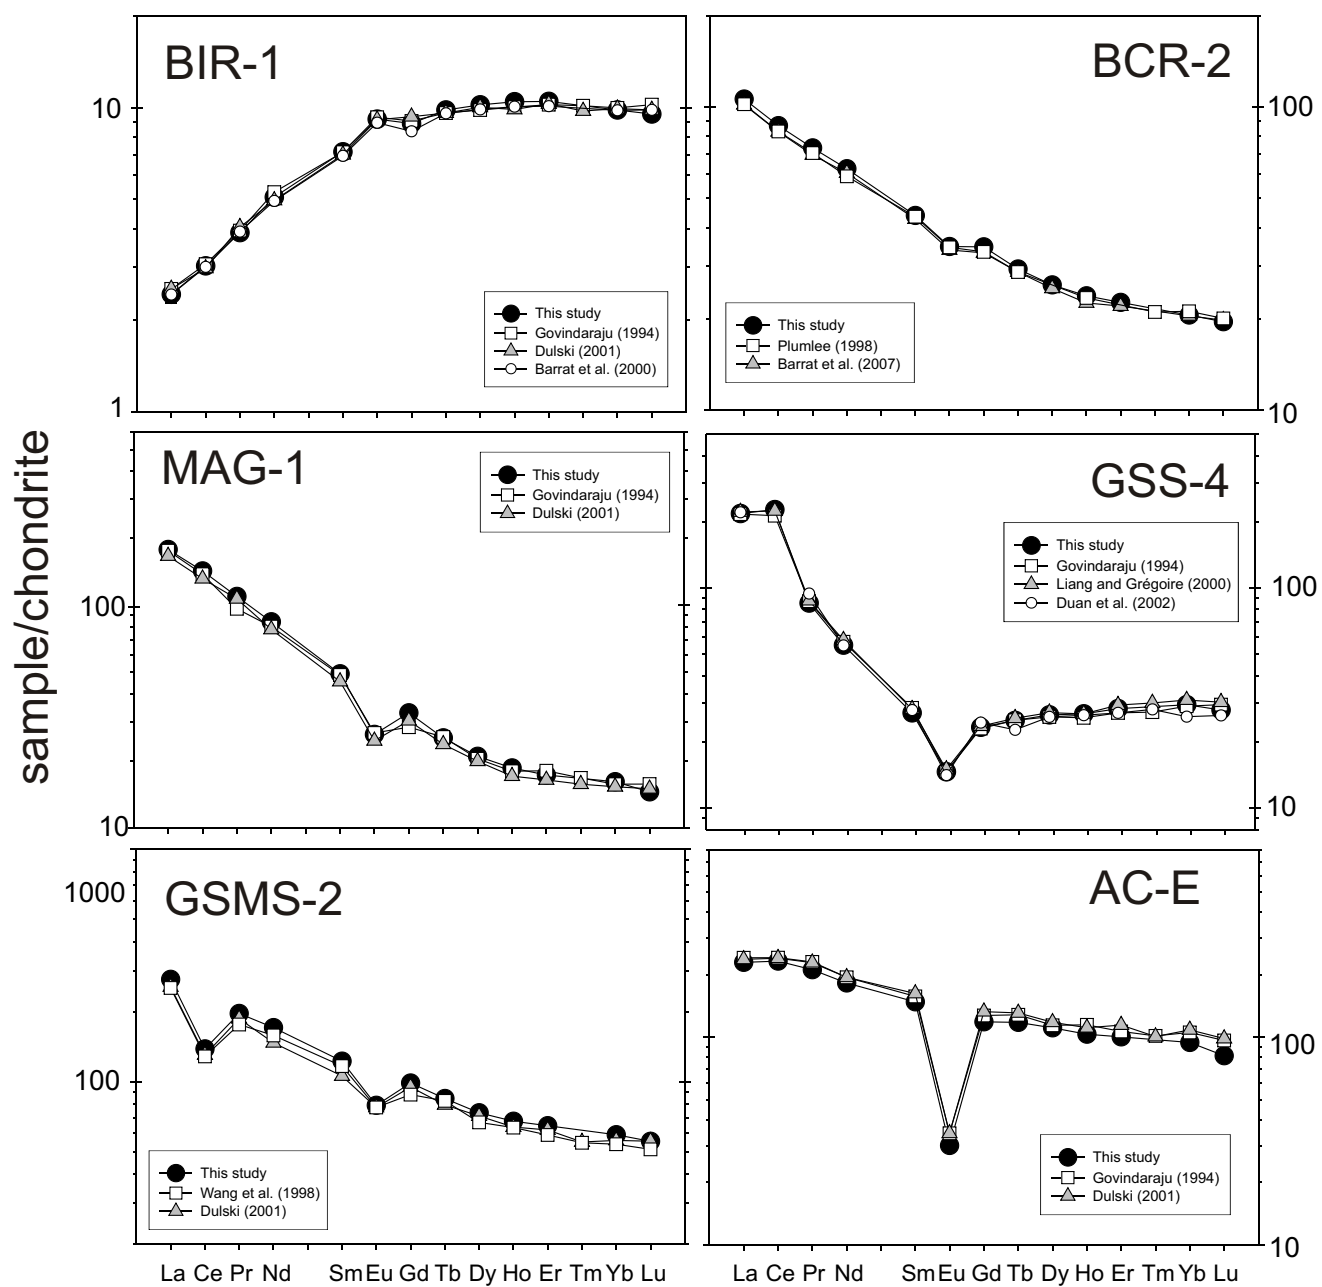 BIR-1
10
1
This study
Govindaraju (1994)
Dulski (2001)
Barrat et al. (2000)
BCR-2
100
10
This study
Plumlee (1998)
Barrat et al. (2007)
sample/chondrite
MAG-1
100
10
This study
Govindaraju (1994)
Dulski (2001)
GSS-4
100
10
This study
Govindaraju (1994)
Liang and Grégoire (2000)
Duan et al. (2002)
GSMS-2
1000
100
This study
Wang et al. (1998)
Dulski (2001)
AC-E
100
10
This study
Govindaraju (1994)
Dulski (2001)
La Ce Pr Nd Sm Eu Gd Tb Dy Ho Er Tm Yb Lu
La Ce Pr Nd Sm Eu Gd Tb Dy Ho Er Tm Yb Lu